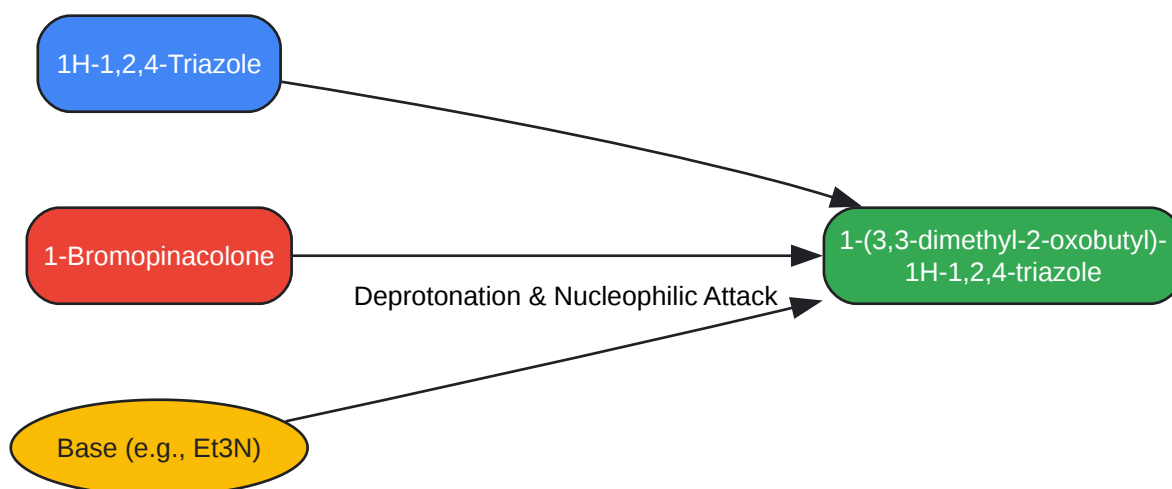 1H-1,2,4-Triazole
1-Bromopinacolone
1-(3,3-dimethyl-2-oxobutyl)-
1H-1,2,4-triazole
Deprotonation & Nucleophilic Attack
Base (e.g., Et3N)